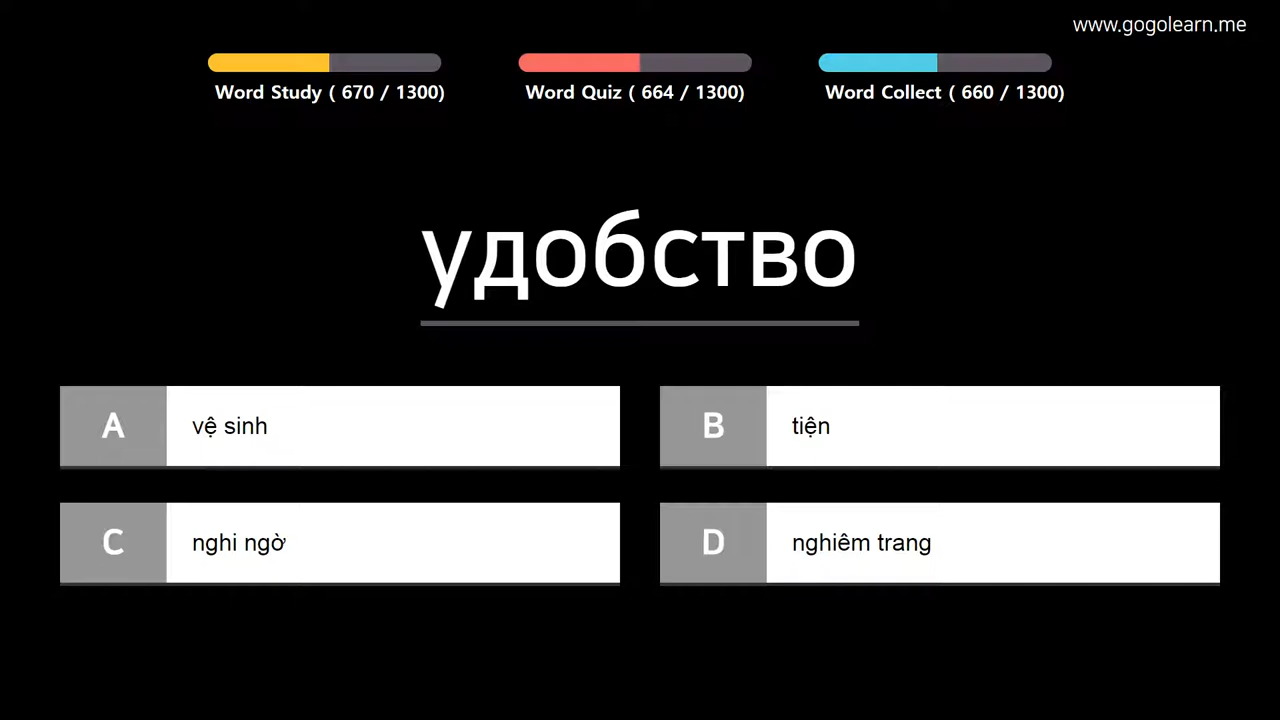 www.gogolearn.me
Word Study ( 670 / 1300)
Word Quiz ( 664 / 1300)
Word Collect ( 660 / 1300)
удобство
A vệ sinh
B tiện
C nghi ngờ
D nghiêm trang